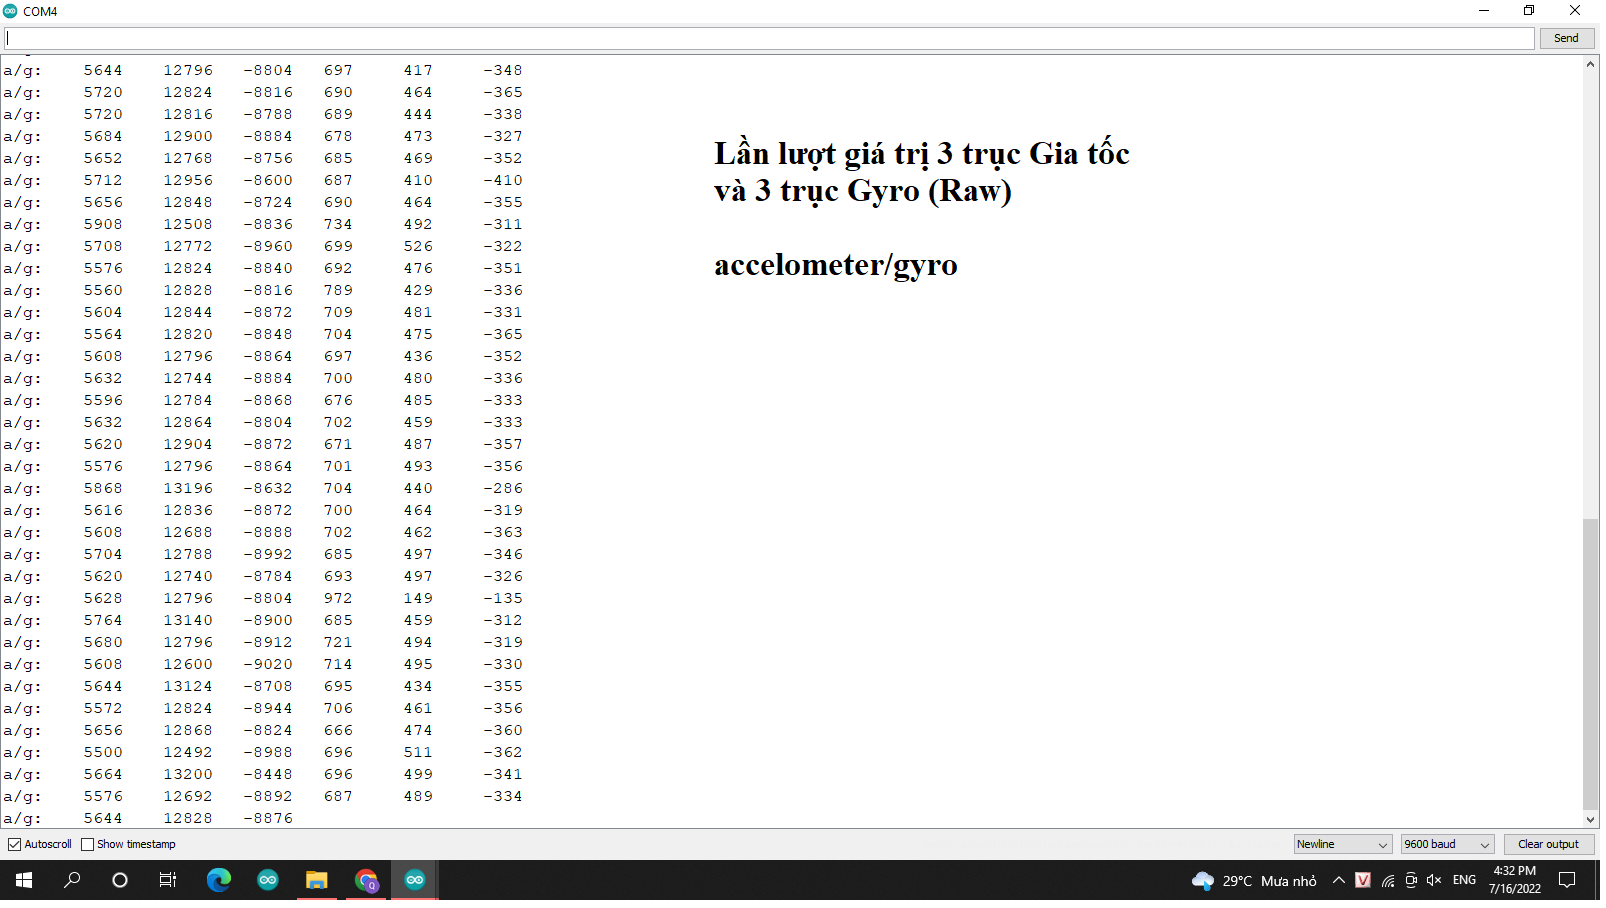 COM4
Send
a/g: 5644 12796 -8804 697 417 -348
a/g: 5720 12824 -8816 690 464 -365
a/g: 5720 12816 -8788 689 444 -338
a/g: 5684 12900 -8884 678 473 -327
a/g: 5652 12768 -8756 685 469 -352
a/g: 5712 12956 -8600 687 410 -410
a/g: 5656 12848 -8724 690 464 -355
a/g: 5908 12508 -8836 734 492 -311
a/g: 5708 12772 -8960 699 526 -322
a/g: 5576 12824 -8840 692 476 -351
a/g: 5560 12828 -8816 789 429 -336
a/g: 5604 12844 -8872 709 481 -331
a/g: 5564 12820 -8848 704 475 -365
a/g: 5608 12796 -8864 697 436 -352
a/g: 5632 12744 -8884 700 480 -336
a/g: 5596 12784 -8868 676 485 -333
a/g: 5632 12864 -8804 702 459 -333
a/g: 5620 12904 -8872 671 487 -357
a/g: 5576 12796 -8864 701 493 -356
a/g: 5868 13196 -8632 704 440 -286
a/g: 5616 12836 -8872 700 464 -319
a/g: 5608 12688 -8888 702 462 -363
a/g: 5704 12788 -8992 685 497 -346
a/g: 5620 12740 -8784 693 497 -326
a/g: 5628 12796 -8804 972 149 -135
a/g: 5764 13140 -8900 685 459 -312
a/g: 5680 12796 -8912 721 494 -319
a/g: 5608 12600 -9020 714 495 -330
a/g: 5644 13124 -8708 695 434 -355
a/g: 5572 12824 -8944 706 461 -356
a/g: 5656 12868 -8824 666 474 -360
a/g: 5500 12492 -8988 696 511 -362
a/g: 5664 13200 -8448 696 499 -341
a/g: 5576 12692 -8892 687 489 -334
a/g: 5644 12828 -8876
Lần lượt giá trị 3 trục Gia tốc
và 3 trục Gyro (Raw)
accelometer/gyro
Autoscroll Show timestamp Newline 9600 baud Clear output
29°C Mưa nhỏ ENG 4:32 PM
7/16/2022